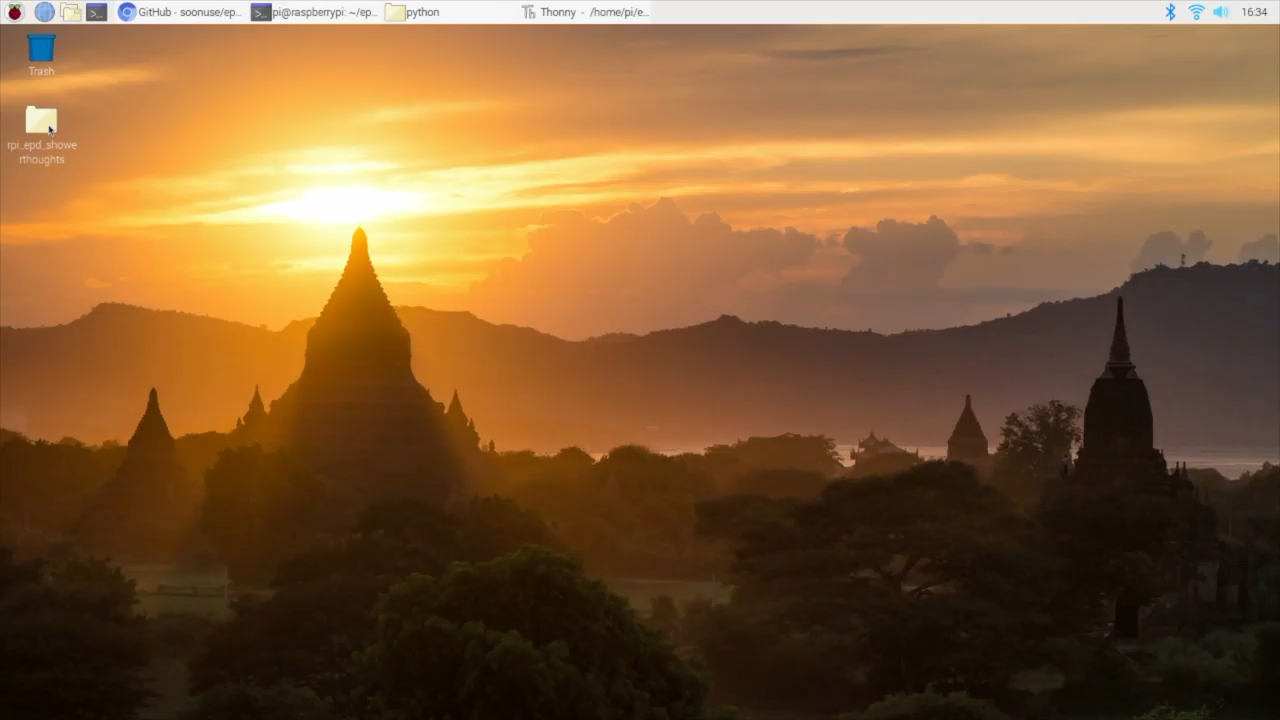 GitHub - soonuse/ep...
pi@raspberrypi: ~/ep...
python
Thonny - /home/pi/e...
16:34
Trash
rpi_epd_showe
rthoughts